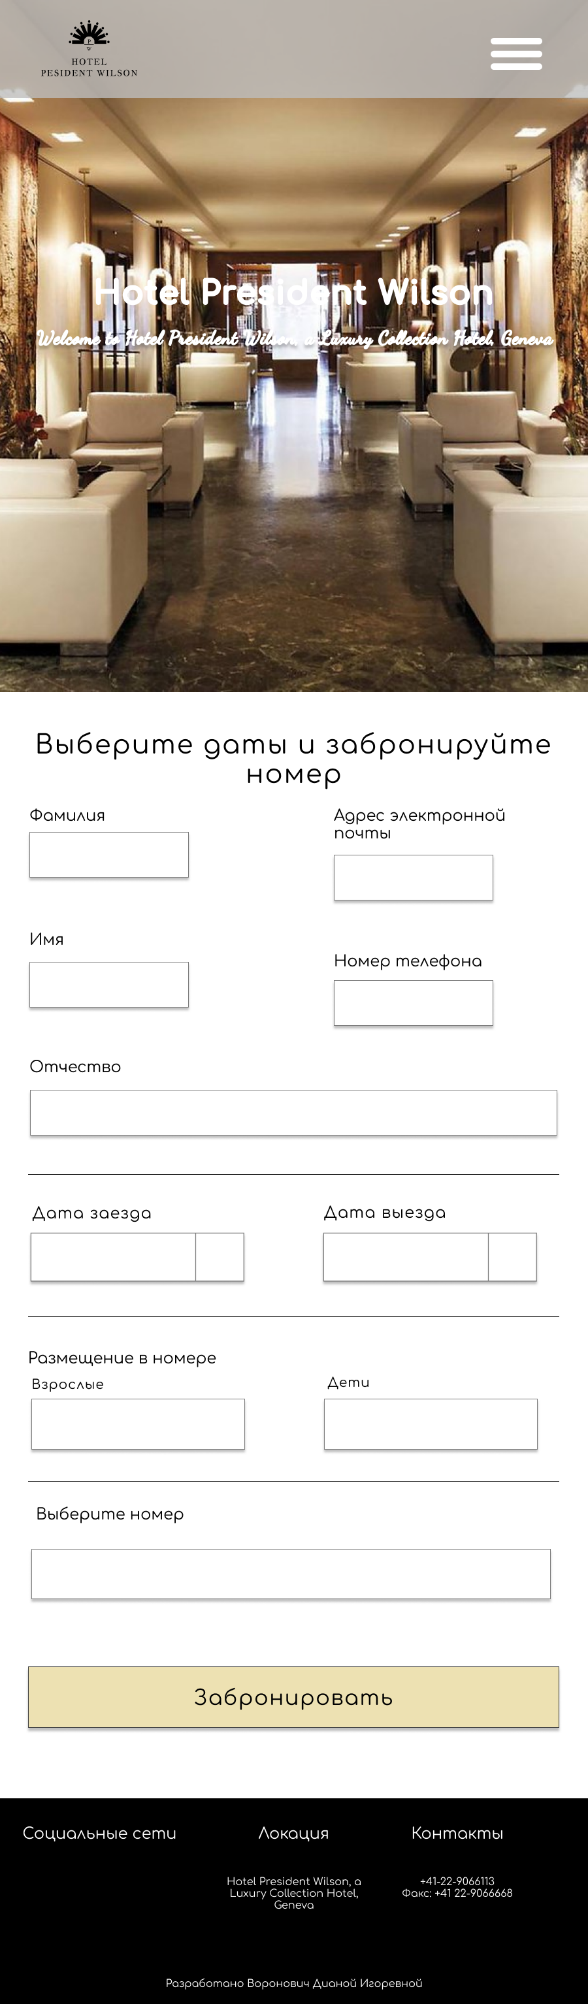 HOTEL
PESIDENT WILSON
Hotel President Wilson
Welcome to Hotel President Wilson, a Luxury Collection Hotel, Geneva
Выберите даты и забронируйте
номер
Фамилия
Адрес электронной
почты
Имя
Номер телефона
Отчество
Дата заезда
Дата выезда
Размещение в номере
Взрослые
Дети
Выберите номер
Забронировать
Социальные сети
Локация
Контакты
Hotel President Wilson, a
Luxury Collection Hotel,
Geneva
+41-22-9066113
Факс: +41 22-9066668
Разработано Воронович Дианой Игоревной